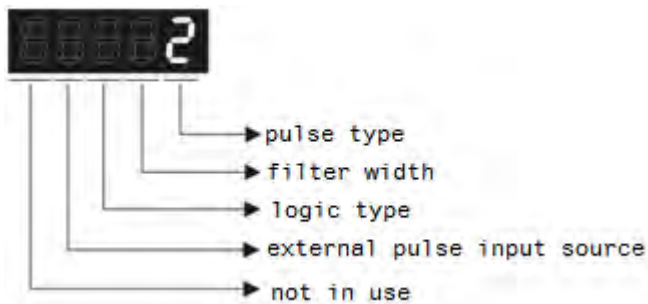 2
pulse type
filter width
logic type
external pulse input source
not in use